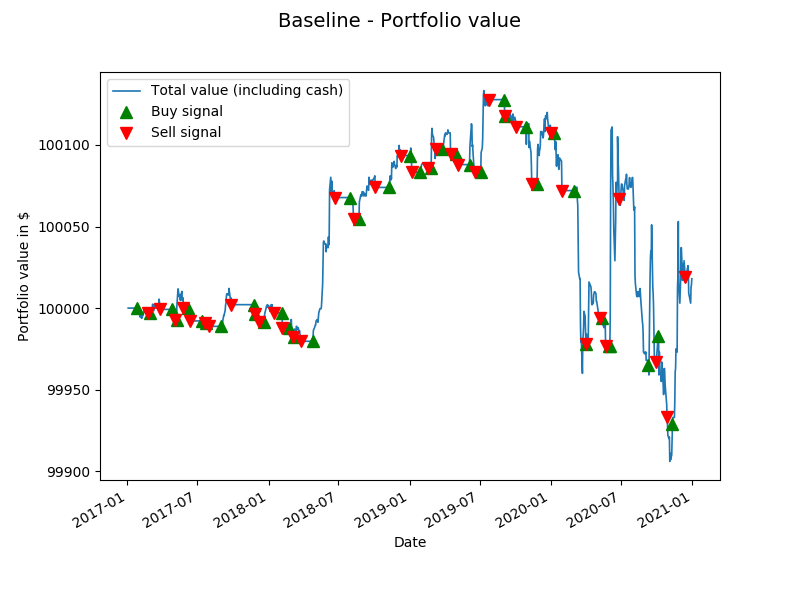 Baseline - Portfolio value
Total value (including cash)
Buy signal
Sell signal
Portfolio value in $
100100
100050
100000
99950
99900
2017-01
2017-07
2018-01
2018-07
2019-01
2019-07
2020-01
2020-07
2021-01
Date